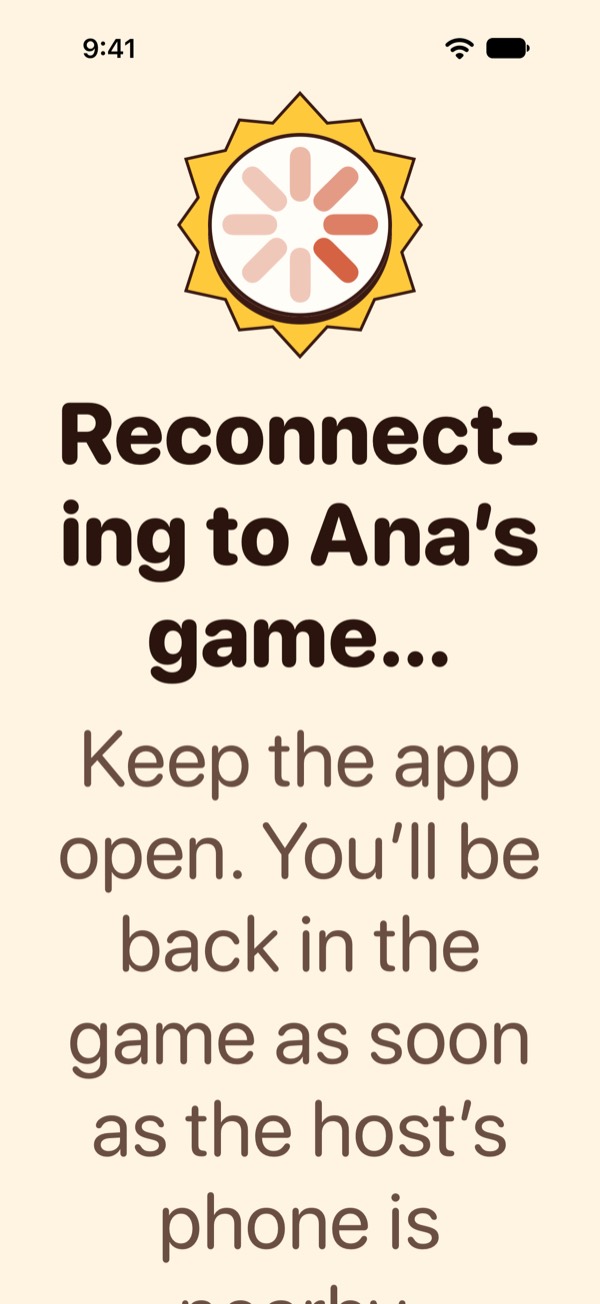 9:41
Reconnect-
ing to Ana’s
game...
Keep the app
open. You’ll be
back in the
game as soon
as the host’s
phone is
nearby.